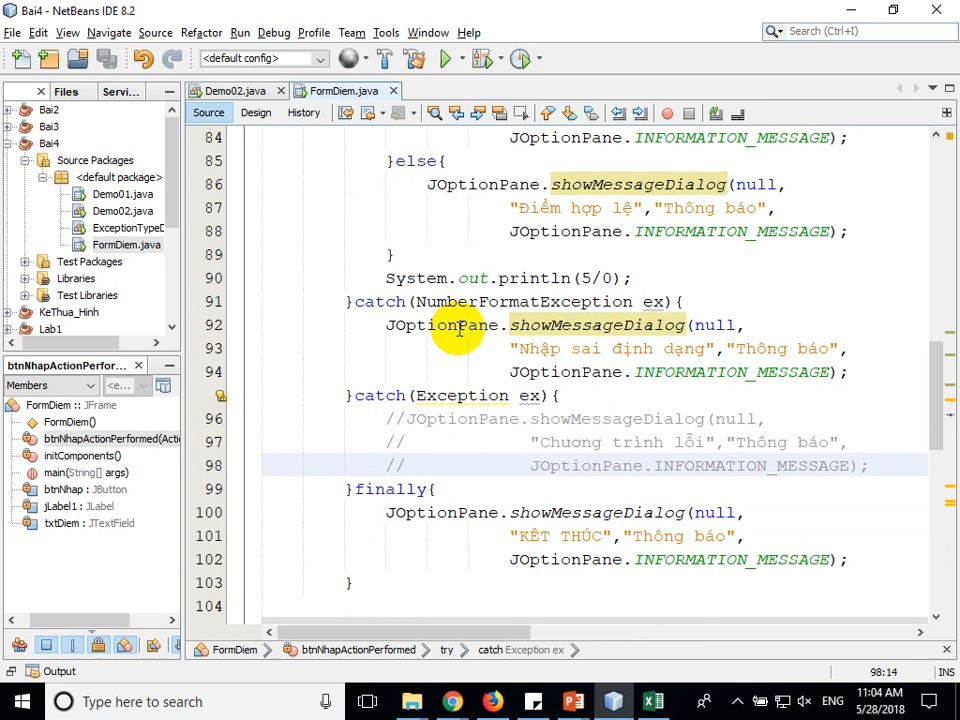 Bai4 - NetBeans IDE 8.2
File Edit View Navigate Source Refactor Run Debug Profile Team Tools Window Help
Search (Ctrl+I)
<default config>
Files Servi...
Demo02.java FormDiem.java
Source Design History
Bai2
Bai3
Bai4
Source Packages
<default package>
Demo01.java
Demo02.java
ExceptionTypeD
FormDiem.java
Test Packages
Libraries
Test Libraries
KeThua_Hinh
Lab1
btnNhapActionPerformed(
Members <e...
FormDiem :: JFrame
FormDiem()
btnNhapActionPerformed(Actio
initComponents()
main(String[] args)
btnNhap : JButton
jLabel1 : JLabel
txtDiem : JTextField
84 JOptionPane.INFORMATION_MESSAGE);
85 }else{
86 JOptionPane.showMessageDialog(null,
87 "Điểm hợp lệ","Thông báo",
88 JOptionPane.INFORMATION_MESSAGE);
89 }
90 System.out.println(5/0);
91 }catch(NumberFormatException ex){
92 JOptionPane.showMessageDialog(null,
93 "Nhập sai định dạng","Thông báo",
94 JOptionPane.INFORMATION_MESSAGE);
}catch(Exception ex){
96 //JOptionPane.showMessageDialog(null,
97 // "Chương trình lỗi","Thông báo",
98 // JOptionPane.INFORMATION_MESSAGE);
99 }finally{
100 JOptionPane.showMessageDialog(null,
101 "KẾT THÚC","Thông báo",
102 JOptionPane.INFORMATION_MESSAGE);
103 }
104
FormDiem btnNhapActionPerformed try catch Exception ex
Output
98:14 INS
Type here to search
ENG
11:04 AM
5/28/2018